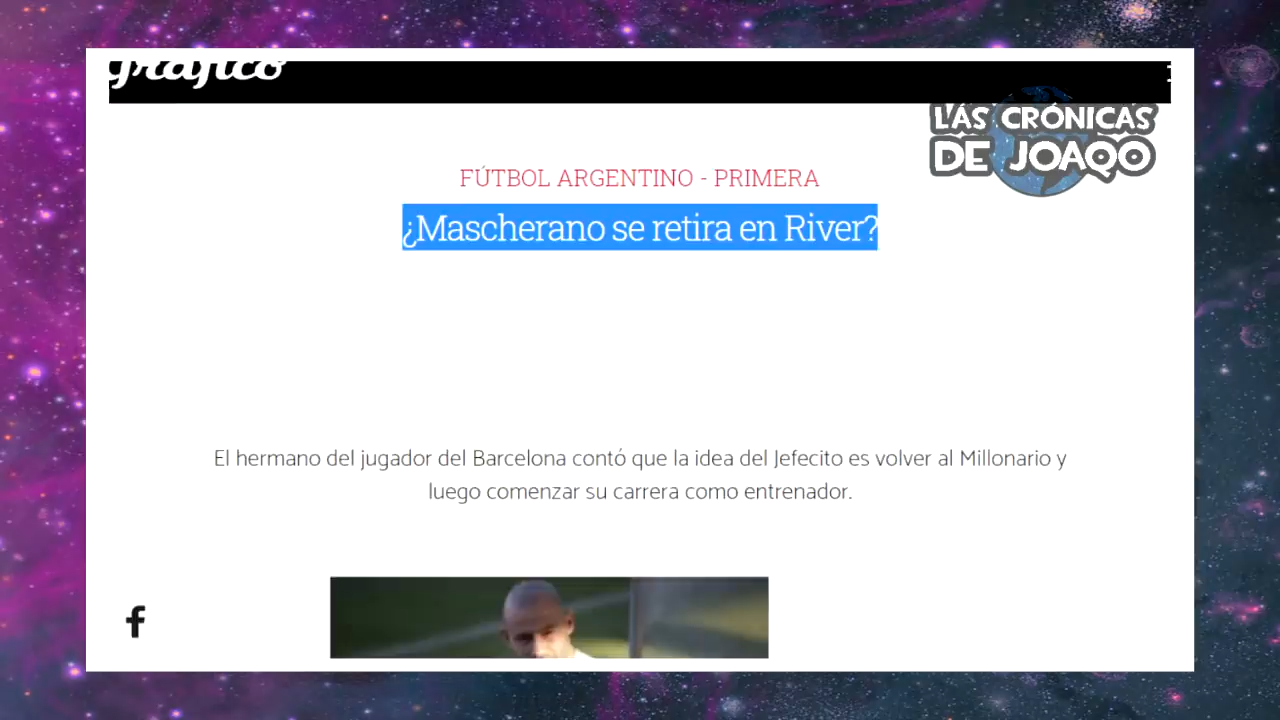 gráfico
LÁS CRÓNICAS
DE JOAQO
FÚTBOL ARGENTINO - PRIMERA
¿Mascherano se retira en River?
El hermano del jugador del Barcelona contó que la idea del Jefecito es volver al Millonario y
luego comenzar su carrera como entrenador.
f